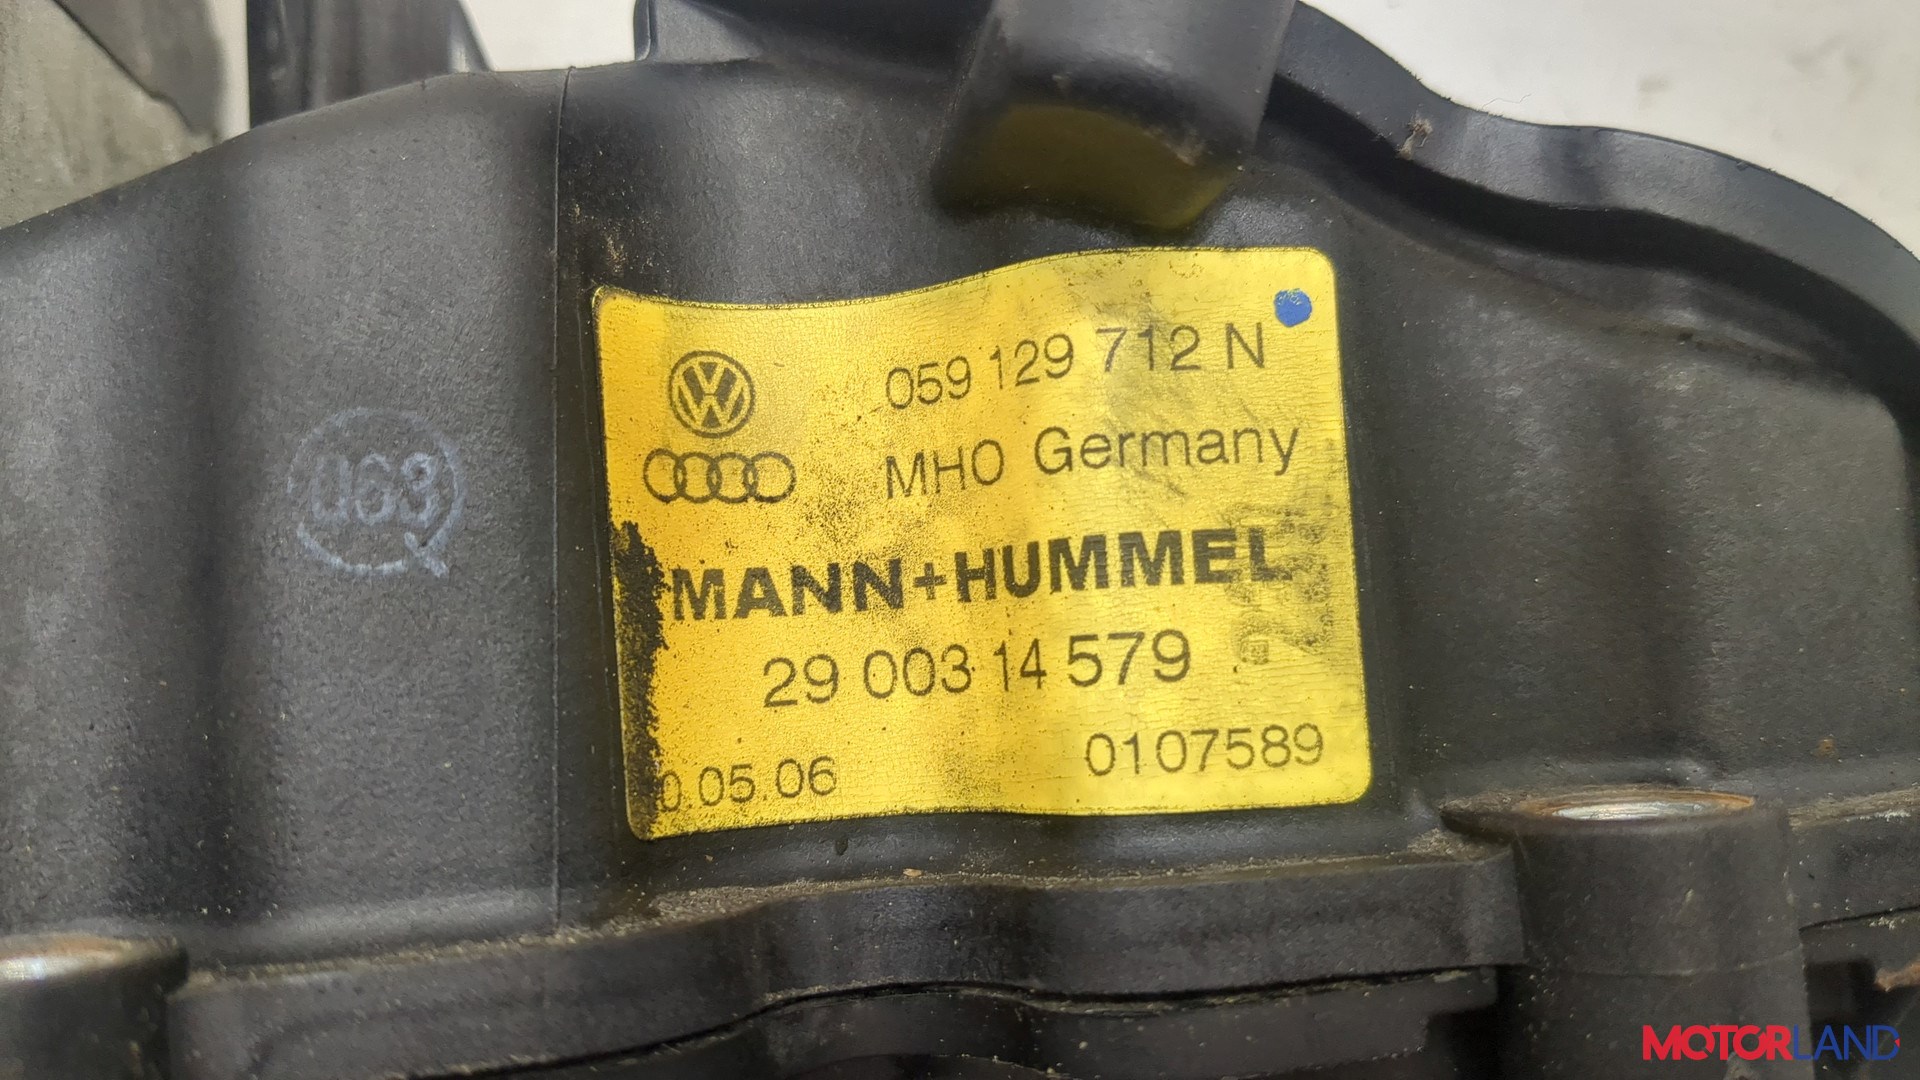 059 129 712 N
MHO Germany
MANN+HUMMEL
29 003 14 579
0.05.06
0107589
063
MOTORLAND